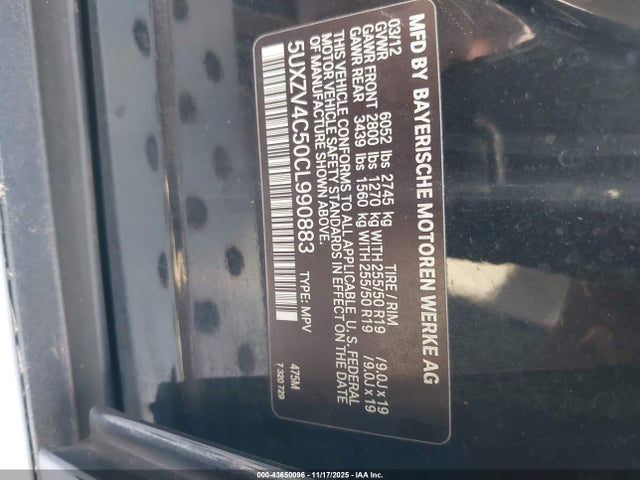 MFD BY BAYERISCHE MOTOREN WERKE AG
03/12
GVWR 6052 lbs 2745 kg TIRE / RIM
GAWR FRONT 2800 lbs 1270 kg WITH 255/50 R19 /9.0J x 19
GAWR REAR 3439 lbs 1560 kg WITH 255/50 R19 /9.0J x 19
THIS VEHICLE CONFORMS TO ALL APPLICABLE U. S. FEDERAL
MOTOR VEHICLE SAFETY STANDARDS IN EFFECT ON THE DATE
OF MANUFACTURE SHOWN ABOVE.
5UXZV4C50CL990883 TYPE: MPV 475M
7 320 729
000-43650096 - 11/17/2025 - IAA Inc.